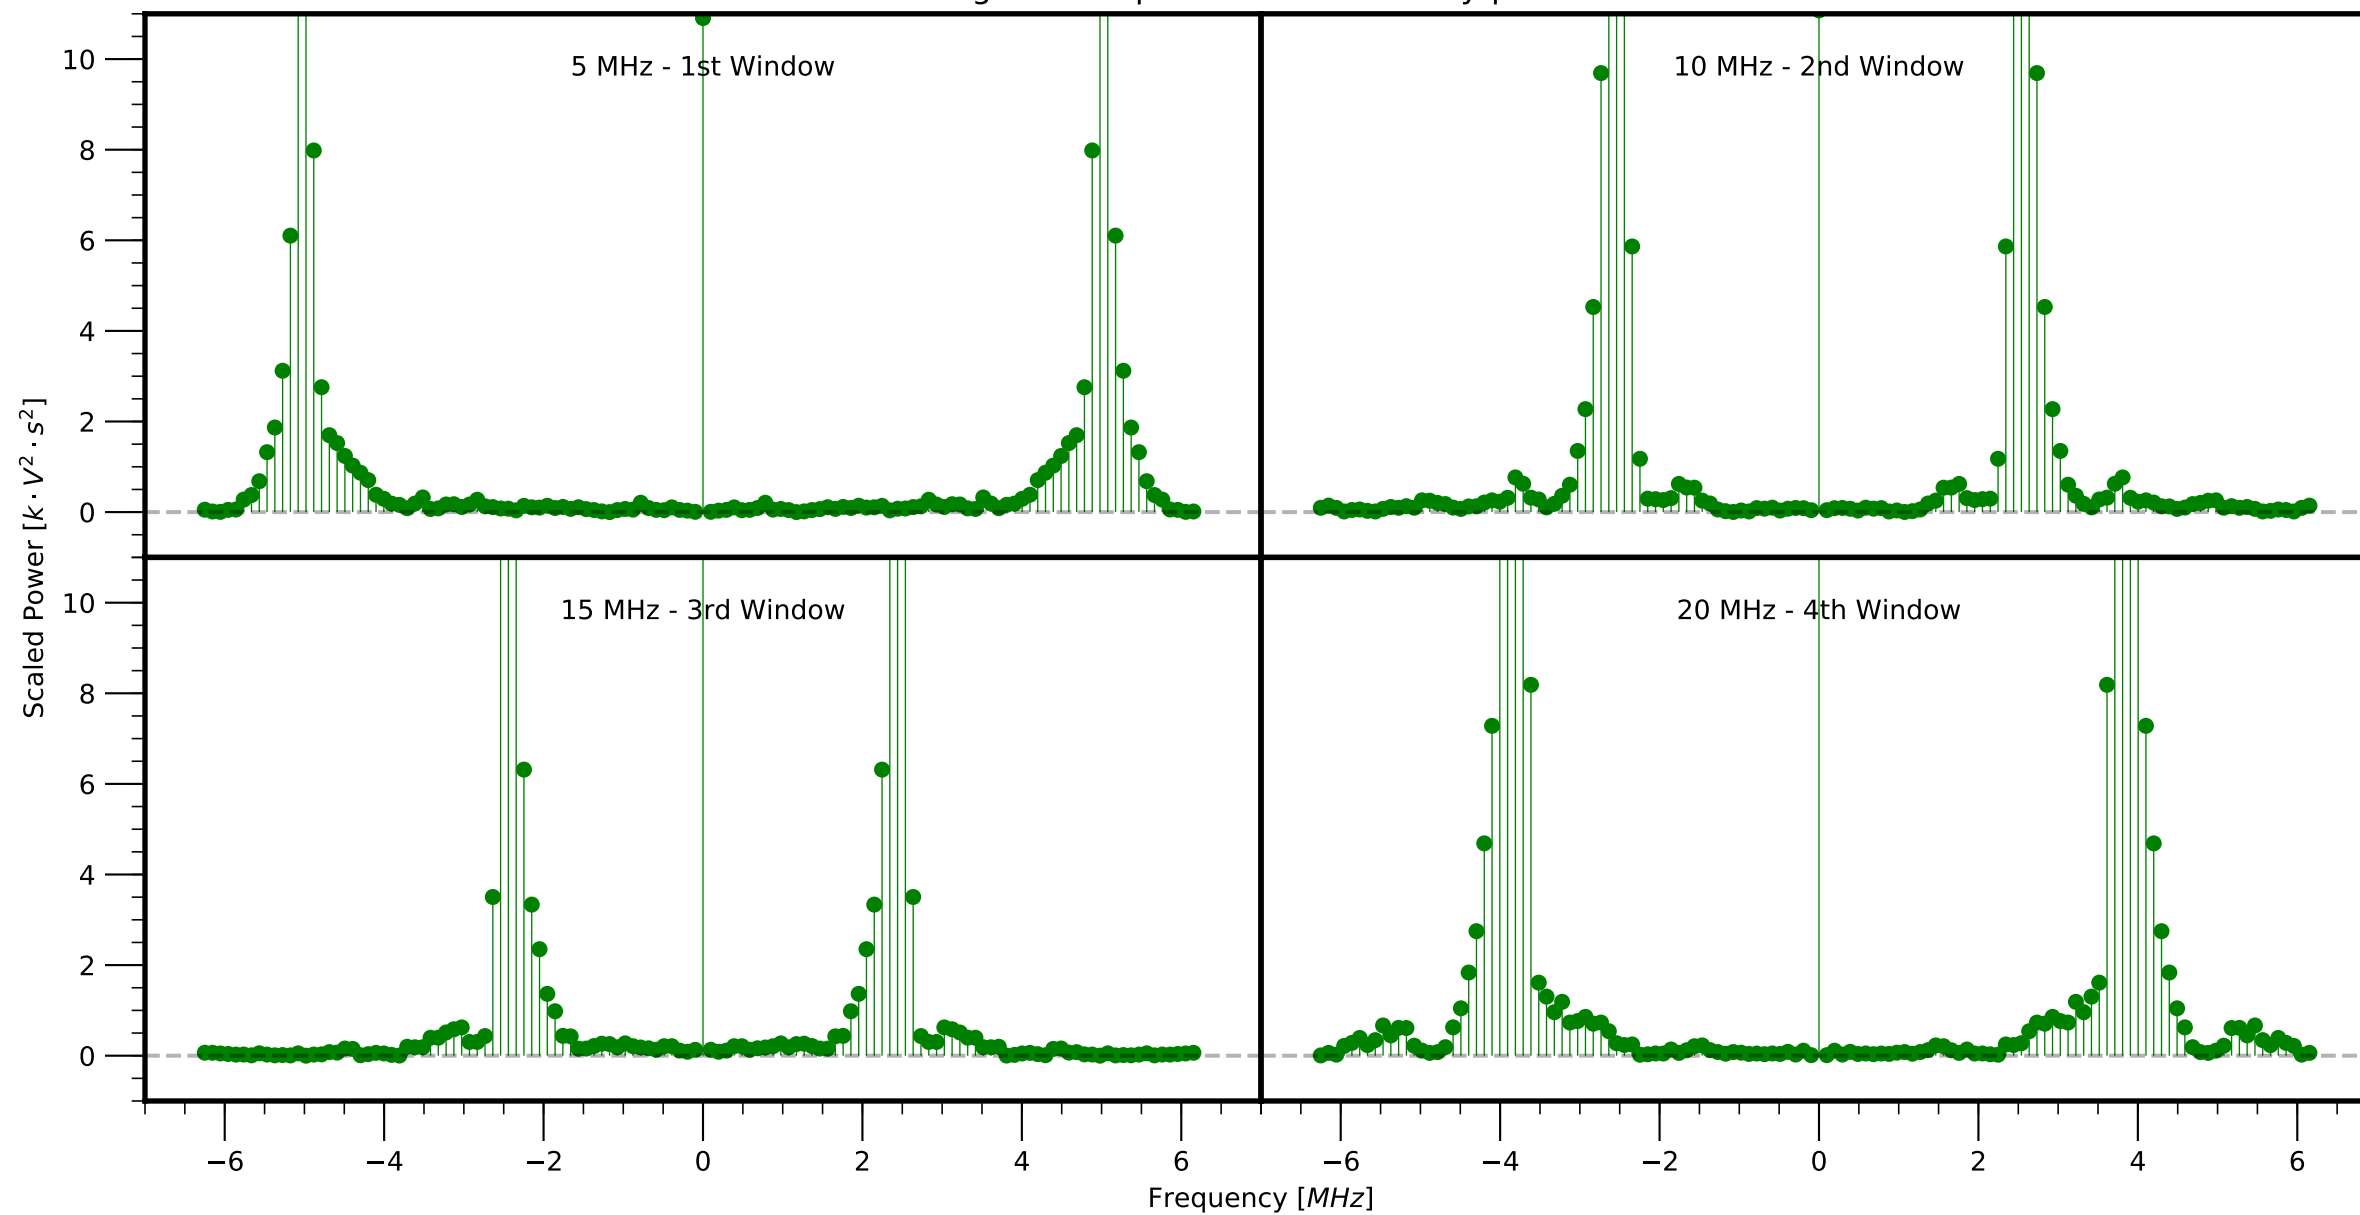 5 MHz - 1st Window
10 MHz - 2nd Window
10
8
6
4
2
0
15 MHz - 3rd Window
20 MHz - 4th Window
10
8
6
4
2
0
Scaled Power [k · V² · s²]
−6 −4 −2 0 2 4 6
−6 −4 −2 0 2 4 6
Frequency [MHz]